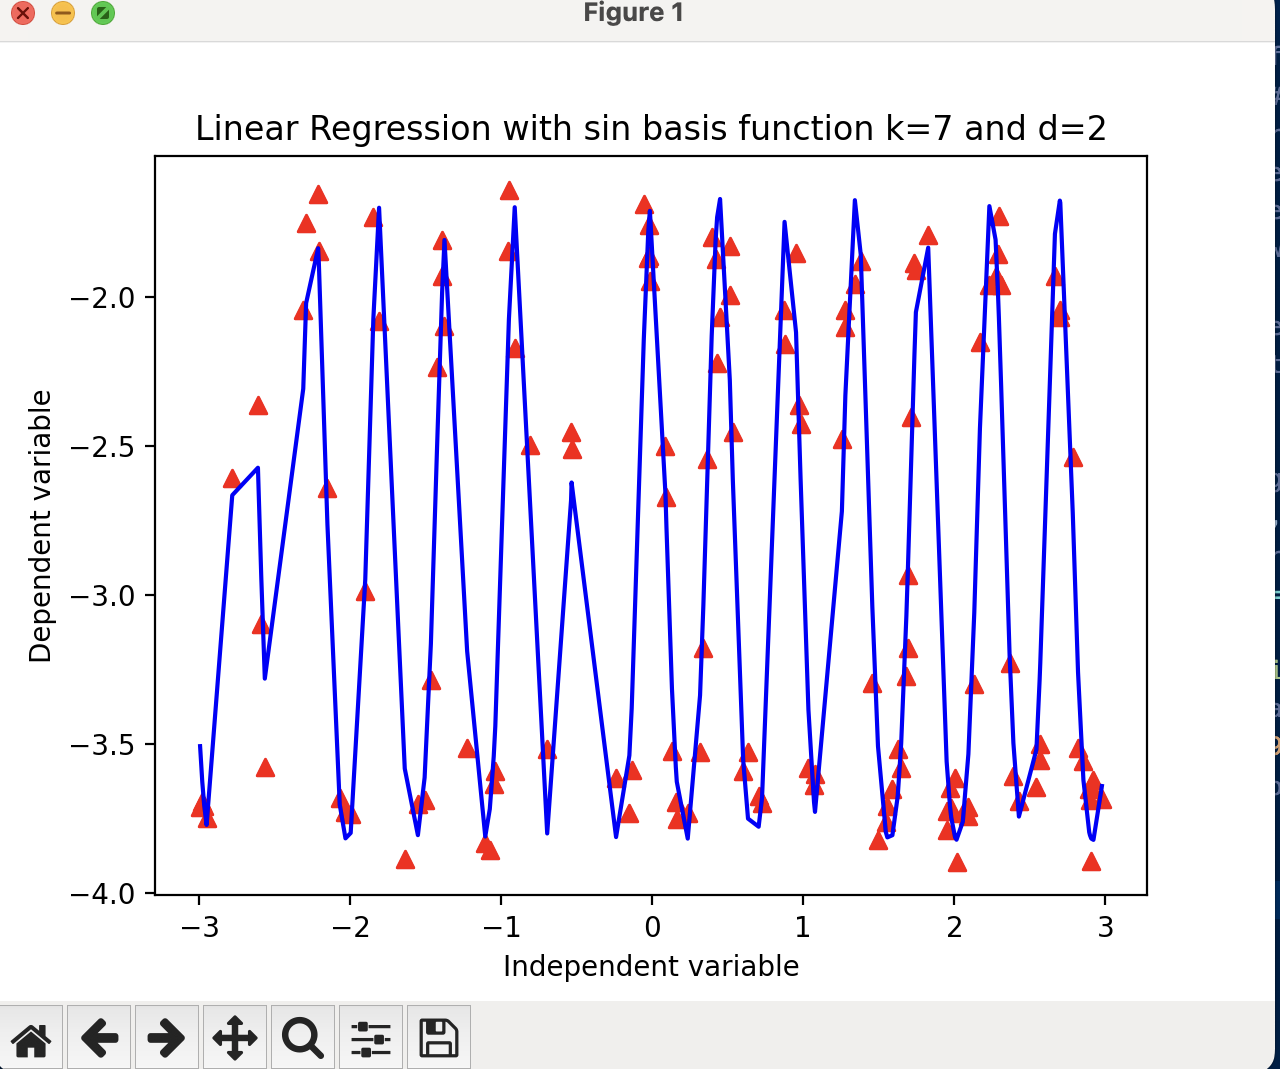 Figure 1
Linear Regression with sin basis function k=7 and d=2
−2.0
−2.5
−3.0
−3.5
−4.0
Dependent variable
−3 −2 −1 0 1 2 3
Independent variable